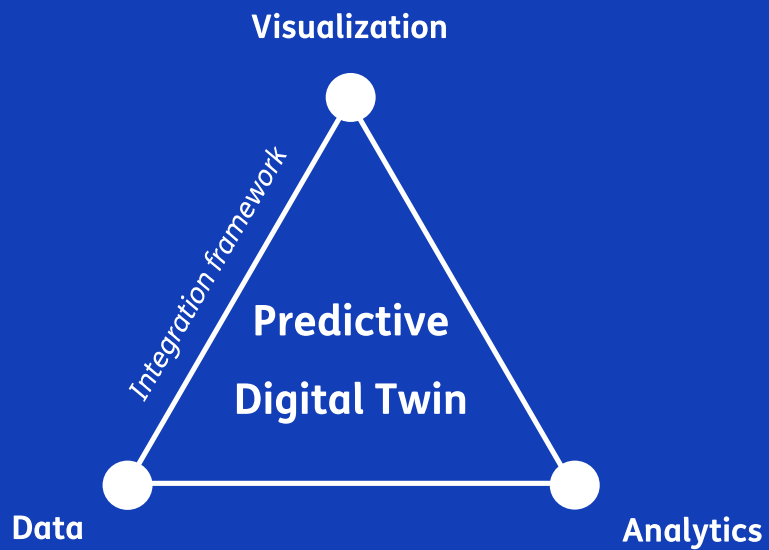 Visualization
Integration framework
Predictive
Digital Twin
Data
Analytics